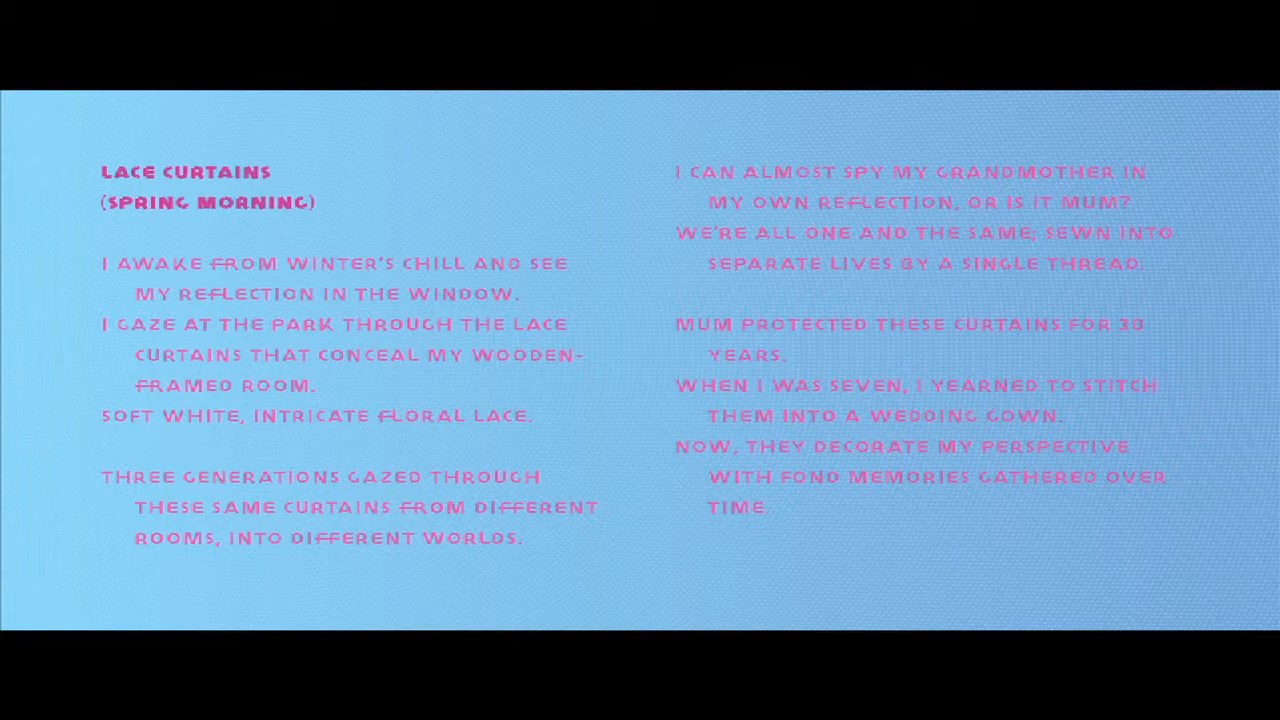 LACE CURTAINS
(SPRING MORNING)
I AWAKE FROM WINTER'S CHILL AND SEE
MY REFLECTION IN THE WINDOW.
I GAZE AT THE PARK THROUGH THE LACE
CURTAINS THAT CONCEAL MY WOODEN-
FRAMED ROOM.
SOFT WHITE, INTRICATE FLORAL LACE.
THREE GENERATIONS GAZED THROUGH
THESE SAME CURTAINS FROM DIFFERENT
ROOMS, INTO DIFFERENT WORLDS.
I CAN ALMOST SPY MY GRANDMOTHER IN
MY OWN REFLECTION, OR IS IT MUM?
WE'RE ALL ONE AND THE SAME; SEWN INTO
SEPARATE LIVES BY A SINGLE THREAD.
MUM PROTECTED THESE CURTAINS FOR 30
YEARS.
WHEN I WAS SEVEN, I YEARNED TO STITCH
THEM INTO A WEDDING GOWN.
NOW, THEY DECORATE MY PERSPECTIVE
WITH FOND MEMORIES GATHERED OVER
TIME.